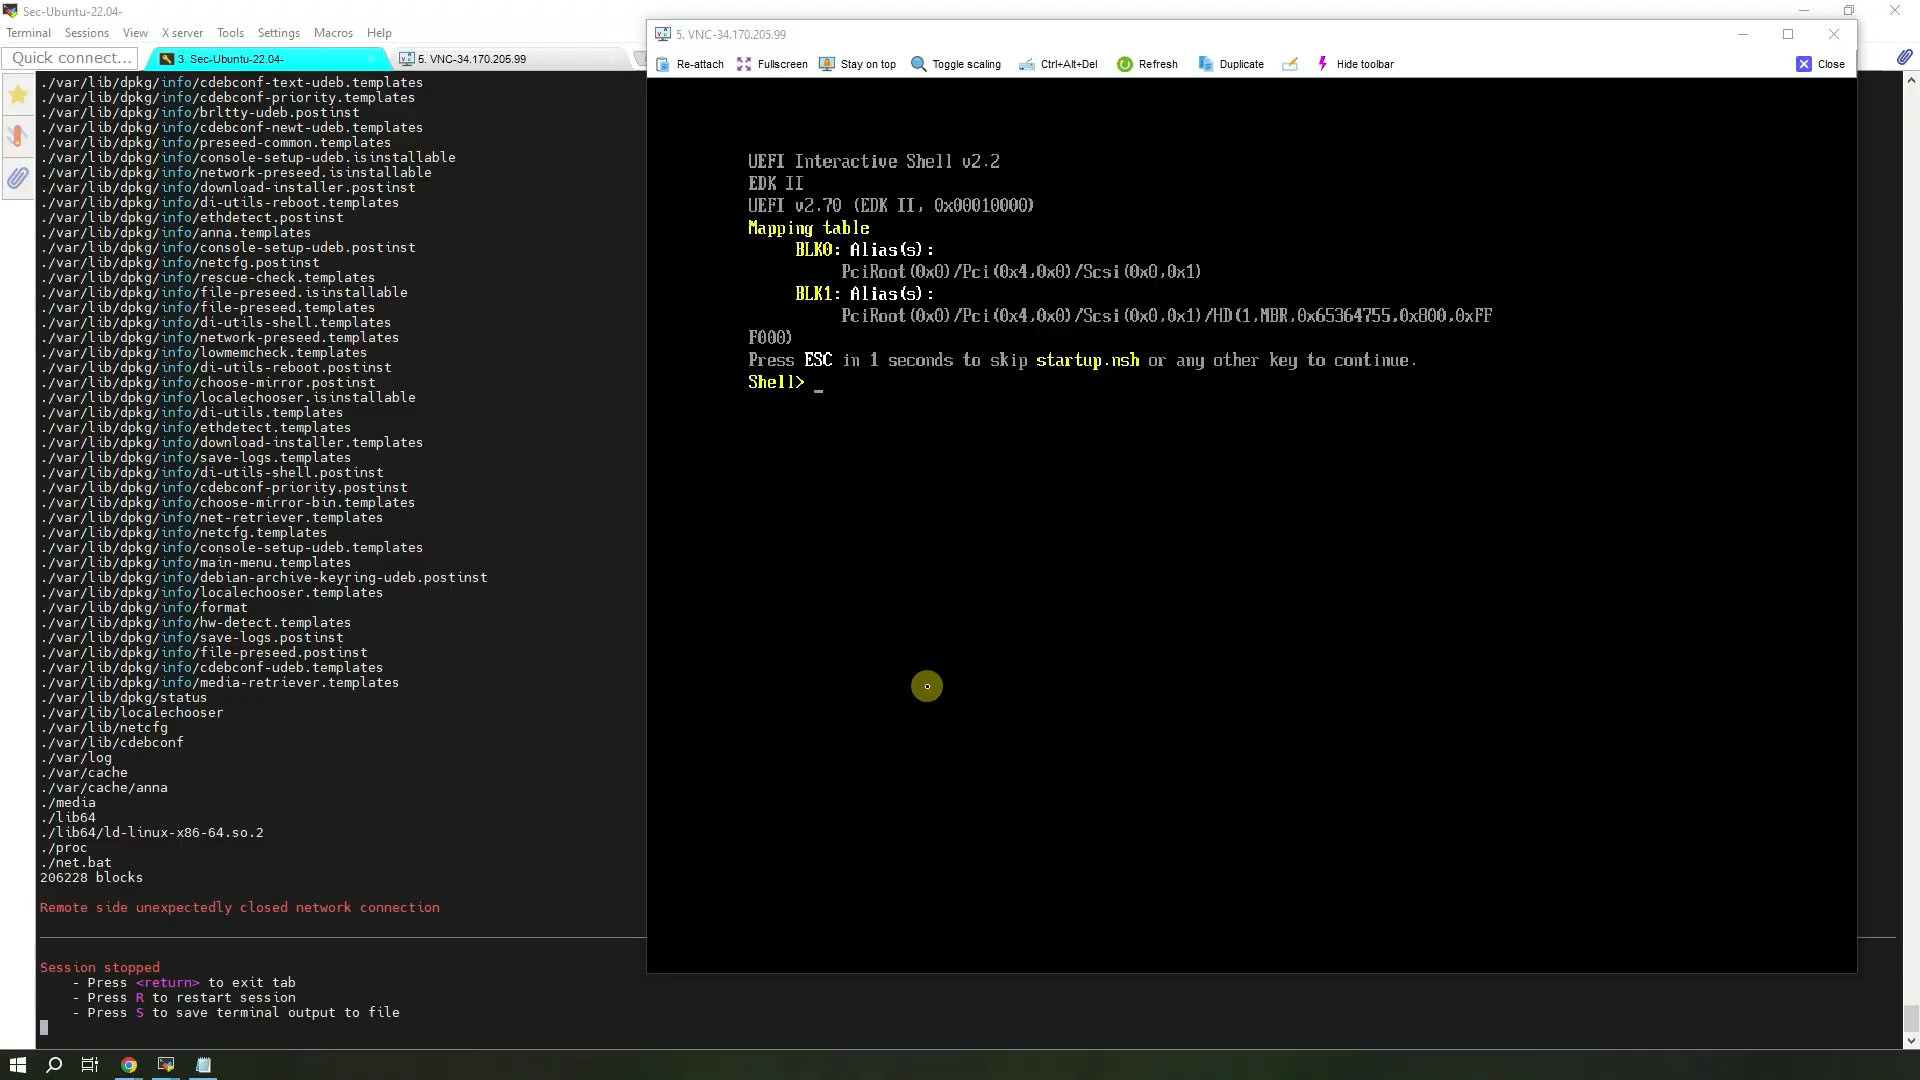 Sec-Ubuntu-22.04-
Terminal Sessions View X server Tools Settings Macros Help
Quick connect...
3. Sec-Ubuntu-22.04-
5. VNC-34.170.205.99
./var/lib/dpkg/info/cdebconf-text-udeb.templates
./var/lib/dpkg/info/cdebconf-priority.templates
./var/lib/dpkg/info/brltty-udeb.postinst
./var/lib/dpkg/info/cdebconf-newt-udeb.templates
./var/lib/dpkg/info/preseed-common.templates
./var/lib/dpkg/info/console-setup-udeb.isinstallable
./var/lib/dpkg/info/network-preseed.isinstallable
./var/lib/dpkg/info/download-installer.postinst
./var/lib/dpkg/info/di-utils-reboot.templates
./var/lib/dpkg/info/ethdetect.postinst
./var/lib/dpkg/info/anna.templates
./var/lib/dpkg/info/console-setup-udeb.postinst
./var/lib/dpkg/info/netcfg.postinst
./var/lib/dpkg/info/rescue-check.templates
./var/lib/dpkg/info/file-preseed.isinstallable
./var/lib/dpkg/info/file-preseed.templates
./var/lib/dpkg/info/di-utils-shell.templates
./var/lib/dpkg/info/network-preseed.templates
./var/lib/dpkg/info/lowmemcheck.templates
./var/lib/dpkg/info/di-utils-reboot.postinst
./var/lib/dpkg/info/choose-mirror.postinst
./var/lib/dpkg/info/localechooser.isinstallable
./var/lib/dpkg/info/di-utils.templates
./var/lib/dpkg/info/ethdetect.templates
./var/lib/dpkg/info/download-installer.templates
./var/lib/dpkg/info/save-logs.templates
./var/lib/dpkg/info/di-utils-shell.postinst
./var/lib/dpkg/info/cdebconf-priority.postinst
./var/lib/dpkg/info/choose-mirror-bin.templates
./var/lib/dpkg/info/net-retriever.templates
./var/lib/dpkg/info/netcfg.templates
./var/lib/dpkg/info/console-setup-udeb.templates
./var/lib/dpkg/info/main-menu.templates
./var/lib/dpkg/info/debian-archive-keyring-udeb.postinst
./var/lib/dpkg/info/localechooser.templates
./var/lib/dpkg/info/format
./var/lib/dpkg/info/hw-detect.templates
./var/lib/dpkg/info/save-logs.postinst
./var/lib/dpkg/info/file-preseed.postinst
./var/lib/dpkg/info/cdebconf-udeb.templates
./var/lib/dpkg/info/media-retriever.templates
./var/lib/dpkg/status
./var/lib/localechooser
./var/lib/netcfg
./var/lib/cdebconf
./var/log
./var/cache
./var/cache/anna
./media
./lib64
./lib64/ld-linux-x86-64.so.2
./proc
./net.bat
206228 blocks
Remote side unexpectedly closed network connection
Session stopped
- Press <return> to exit tab
- Press R to restart session
- Press S to save terminal output to file
5. VNC-34.170.205.99
Re-attach Fullscreen Stay on top Toggle scaling Ctrl+Alt+Del Refresh Duplicate Hide toolbar Close
UEFI Interactive Shell v2.2
EDK II
UEFI v2.70 (EDK II, 0x00010000)
Mapping table
BLK0: Alias(s):
PciRoot(0x0)/Pci(0x4,0x0)/Scsi(0x0,0x1)
BLK1: Alias(s):
PciRoot(0x0)/Pci(0x4,0x0)/Scsi(0x0,0x1)/HD(1,MBR,0x65364755,0x800,0xFF
F000)
Press ESC in 1 seconds to skip startup.nsh or any other key to continue.
Shell> _